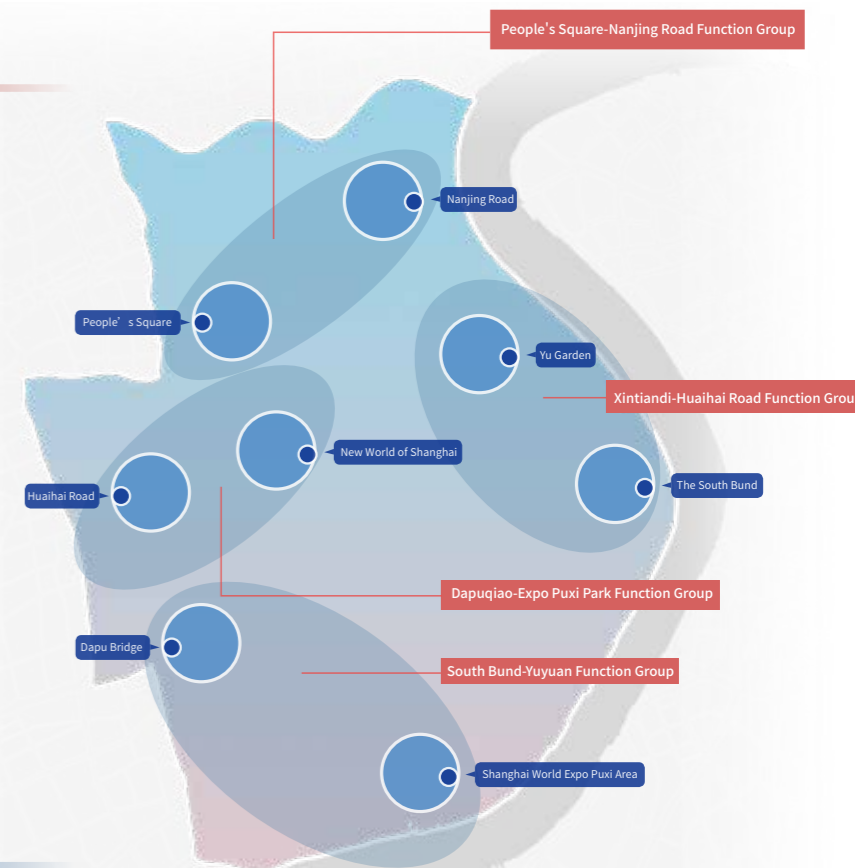 People's Square-Nanjing Road Function Group
Nanjing Road
People’ s Square
Yu Garden
Xintiandi-Huaihai Road Function Grou
New World of Shanghai
The South Bund
Huaihai Road
Dapuqiao-Expo Puxi Park Function Group
Dapu Bridge
South Bund-Yuyuan Function Group
Shanghai World Expo Puxi Area